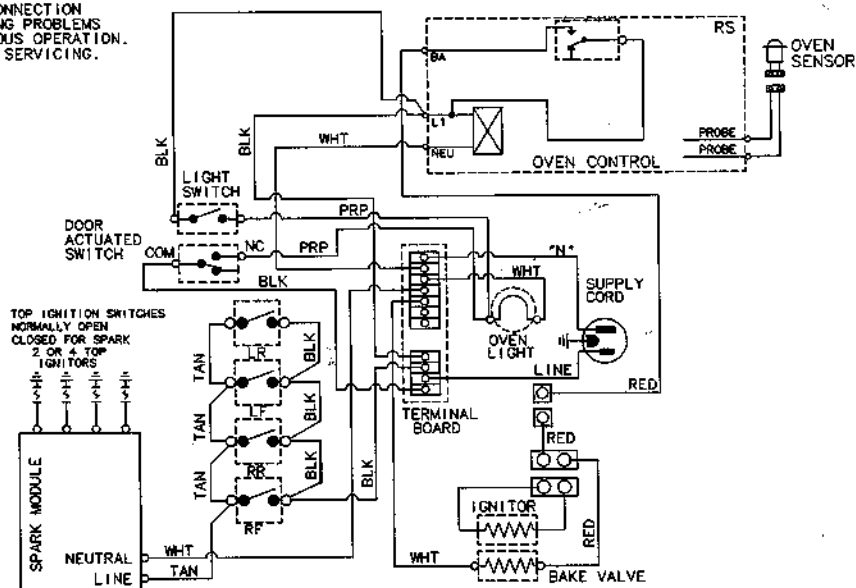 ONNECTION
NG PROBLEMS
OUS OPERATION.
SERVICING.
RS
BA
OVEN
SENSOR
L1
PROBE
PROBE
NEU
OVEN CONTROL
BLK
BLK
WHT
LIGHT
SWITCH
PRP
DOOR
ACTUATED
SWITCH
COM
NC
PRP
BLK
"N"
WHT
SUPPLY
CORD
OVEN
LIGHT
LINE
RED
TERMINAL
BOARD
TOP IGNITION SWITCHES
NORMALLY OPEN
CLOSED FOR SPARK
2 OR 4 TOP
IGNITORS
LR
TAN
BLK
LF
TAN
BLK
RR
TAN
BLK
RF
BLK
RED
IGNITOR
RED
SPARK MODULE
NEUTRAL
WHT
LINE
TAN
WHT
BAKE VALVE